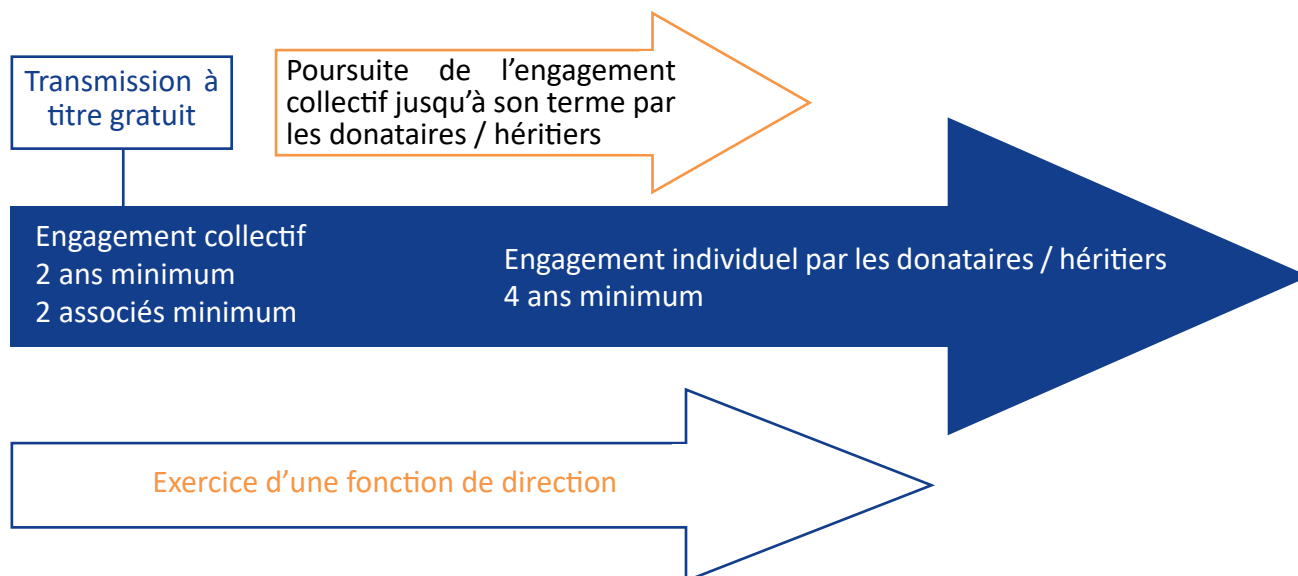 Transmission à
titre gratuit
Poursuite de l’engagement
collectif jusqu’à son terme par
les donataires / héritiers
Engagement collectif
2 ans minimum
2 associés minimum
Engagement individuel par les donataires / héritiers
4 ans minimum
Exercice d’une fonction de direction